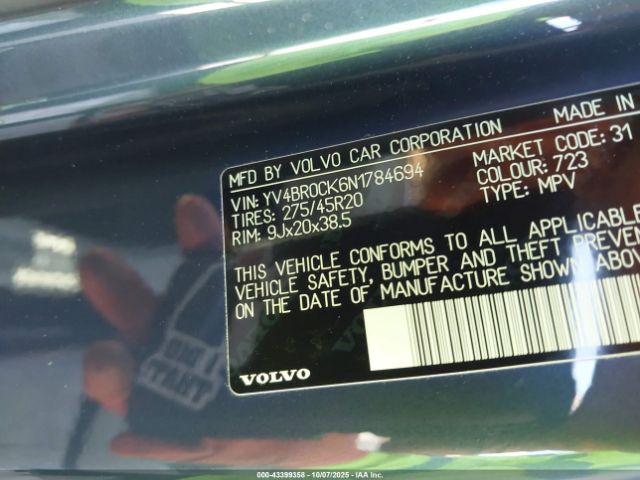 MFD BY VOLVO CAR CORPORATION MADE IN
VIN: YV4BR0CK6N1784694 MARKET CODE: 31
TIRES: 275/45R20 COLOUR: 723
RIM: 9Jx20x38.5 TYPE: MPV
THIS VEHICLE CONFORMS TO ALL APPLICABLE
VEHICLE SAFETY, BUMPER AND THEFT PREVEN
ON THE DATE OF MANUFACTURE SHOWN ABOV
VOLVO
000-43399358 - 10/07/2025 - IAA Inc.